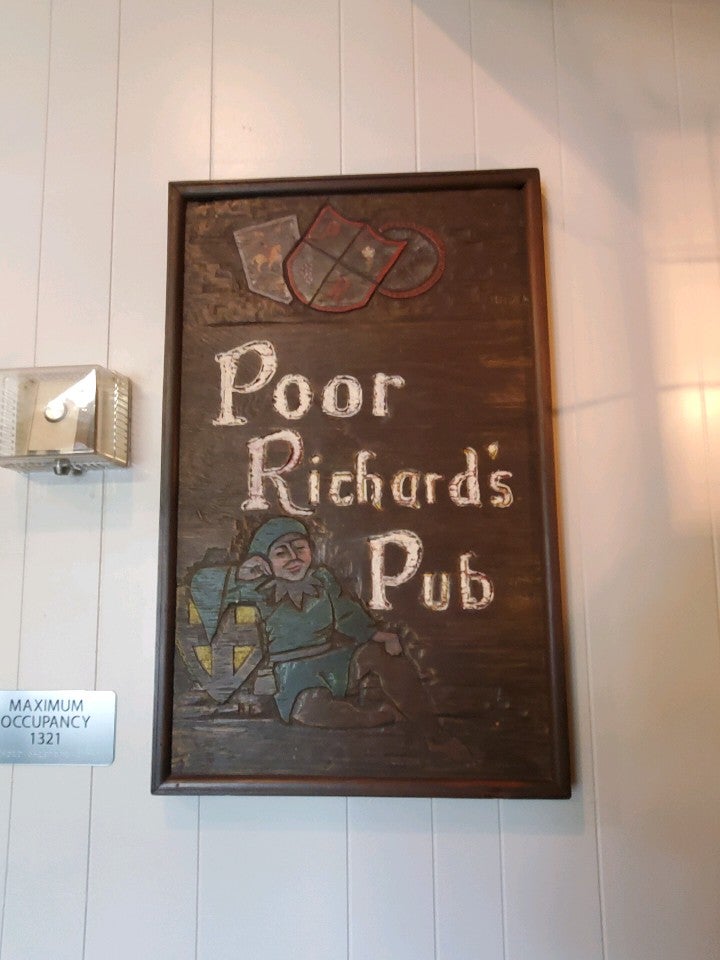 Poor
Richard's
Pub
MAXIMUM
OCCUPANCY
1321